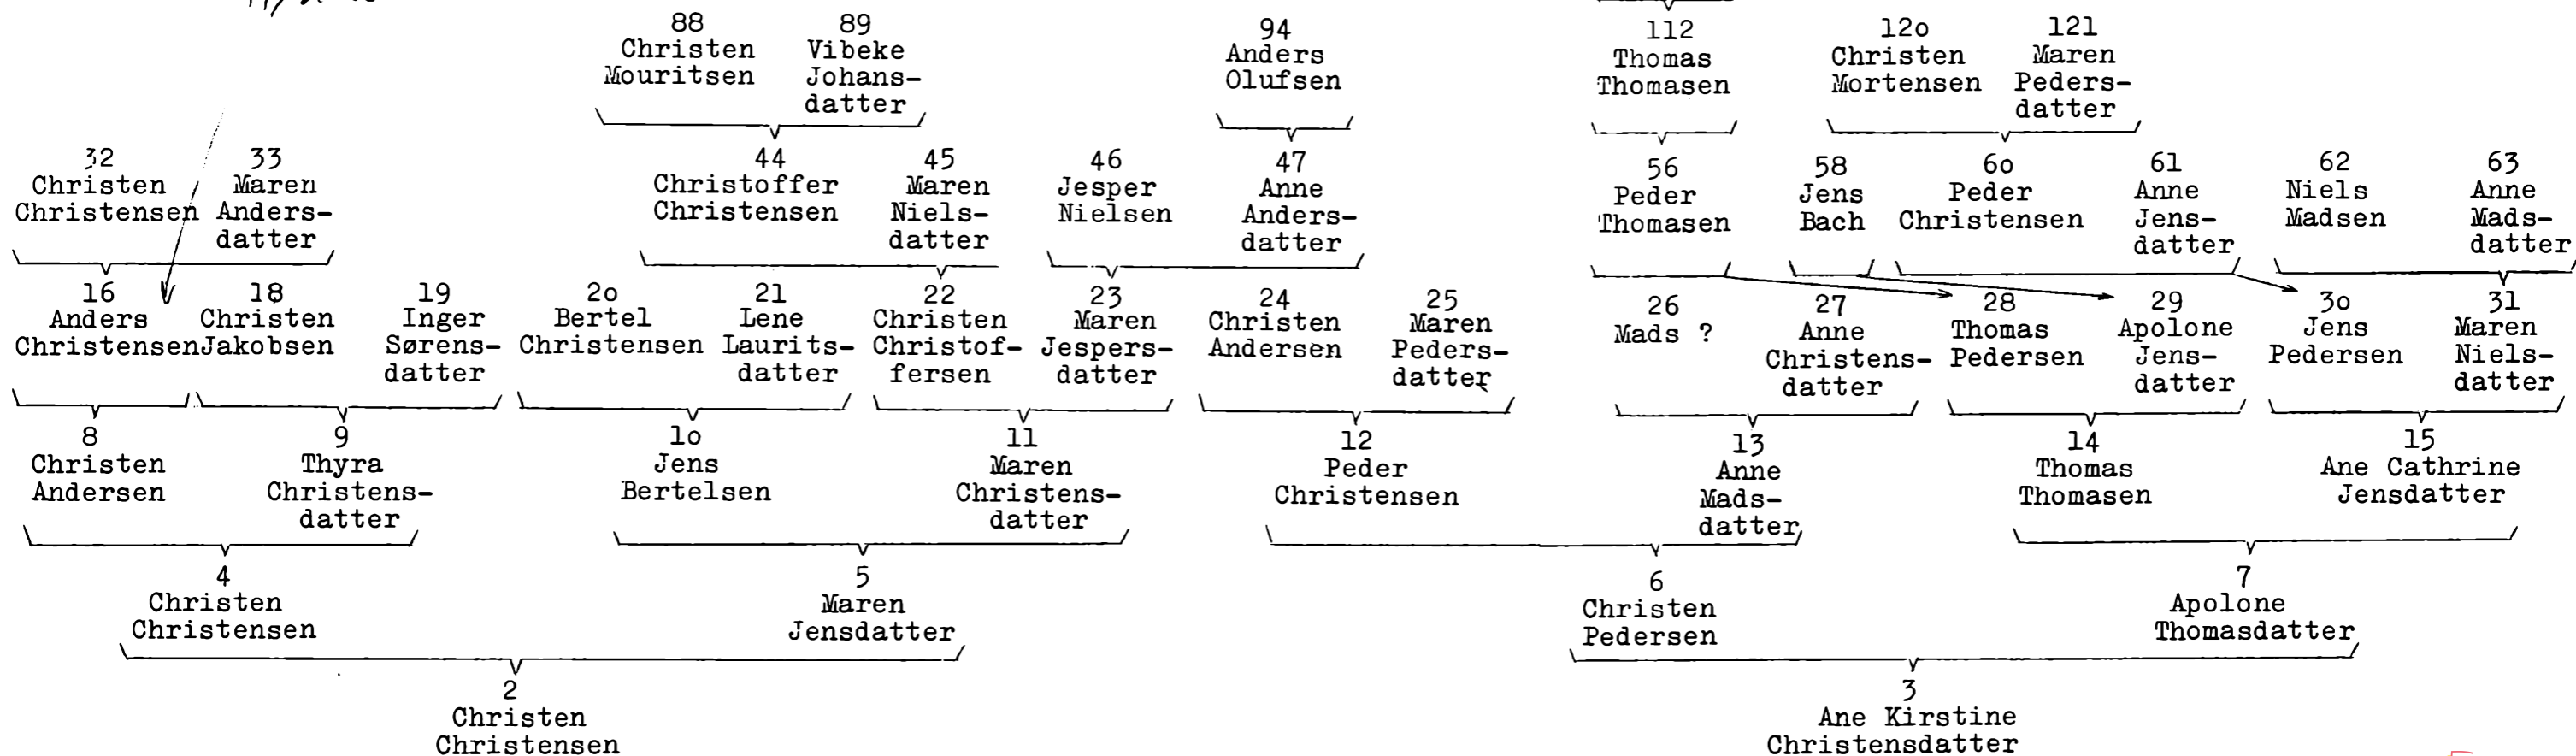 88 89 94 112 12o 121
Christen Vibeke Anders Thomas Christen Maren
Mouritsen Johans- Olufsen Thomasen Mortensen Peders-
datter datter
32 33 44 45 46 47 56 58 6o 61 62 63
Christen Maren Christoffer Maren Jesper Anne Peder Jens Peder Anne Niels Anne
Christensen Anders- Christensen Niels- Nielsen Anders- Thomasen Bach Christensen Jens- Madsen Mads-
datter datter datter datter datter
16 18 19 2o 21 22 23 24 25 26 27 28 29 3o 31
Anders Christen Inger Bertel Lene Christen Maren Christen Maren Mads ? Anne Thomas Apolone Jens Maren
Christensen Jakobsen Sørens- Christensen Laurits- Christof- Jespers- Andersen Peders- Christens- Pedersen Jens- Pedersen Niels-
datter datter fersen datter datter datter datter datter
8 9 lo 11 12 13 14 15
Christen Thyra Jens Maren Peder Anne Thomas Ane Cathrine
Andersen Christens- Bertelsen Christens- Christensen Mads- Thomasen Jensdatter
datter datter datter
4 5 6 7
Christen Maren Christen Apolone
Christensen Jensdatter Pedersen Thomasdatter
2 3
Christen Ane Kirstine
Christensen Christensdatter